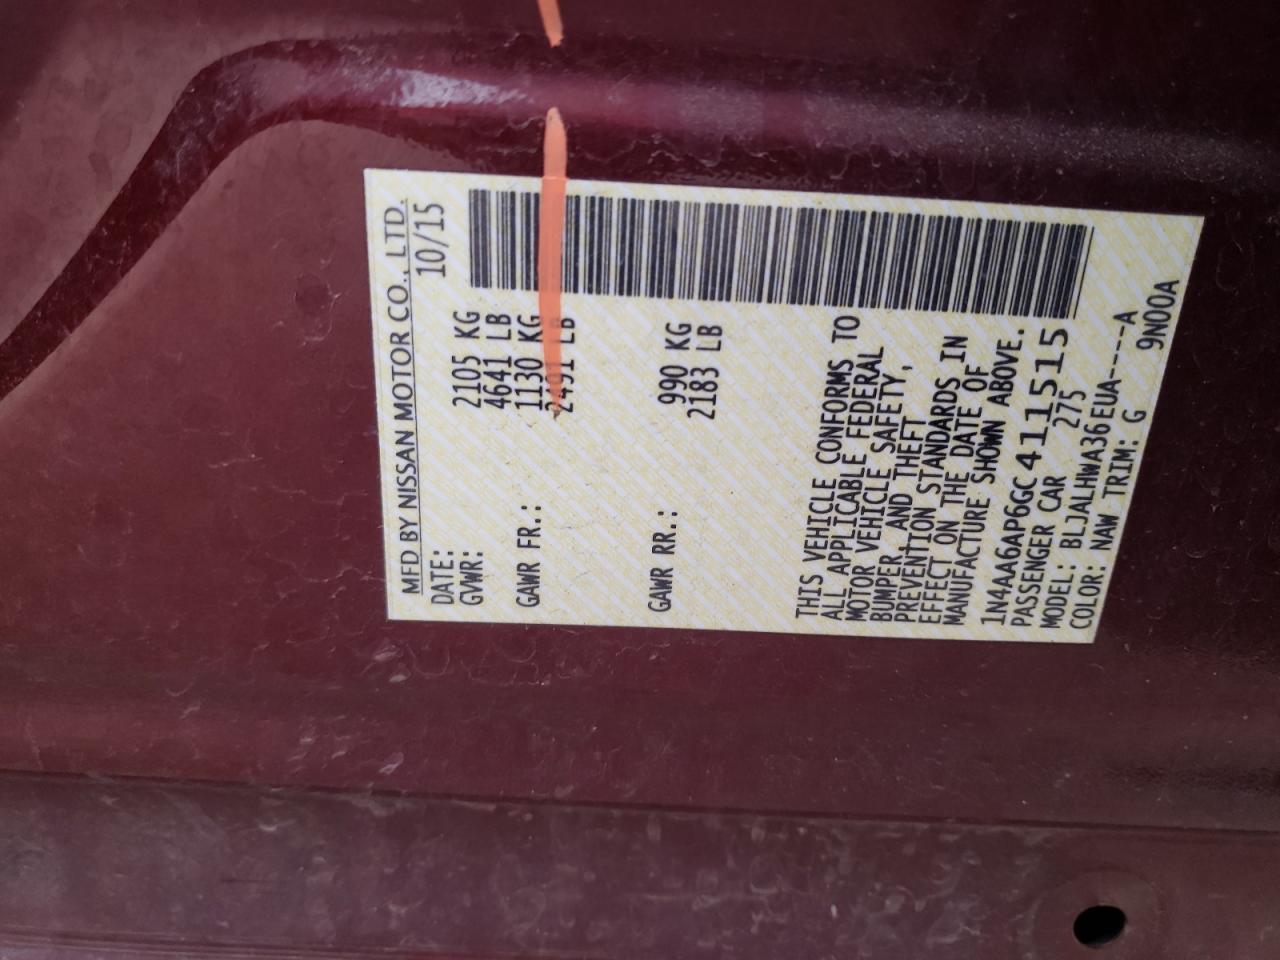 MFD BY NISSAN MOTOR CO., LTD.
DATE: 10/15
GVWR: 2105 KG
4641 LB
GAWR FR.: 1130 KG
2491 LB
GAWR RR.: 990 KG
2183 LB
THIS VEHICLE CONFORMS TO
ALL APPLICABLE FEDERAL
MOTOR VEHICLE SAFETY,
BUMPER, AND THEFT
PREVENTION STANDARDS IN
EFFECT ON THE DATE OF
MANUFACTURE SHOWN ABOVE.
1N4AA6AP6GC411515
PASSENGER CAR 275
MODEL: BLJALHWA36EUA----A
COLOR: NAW TRIM: G 9N00A